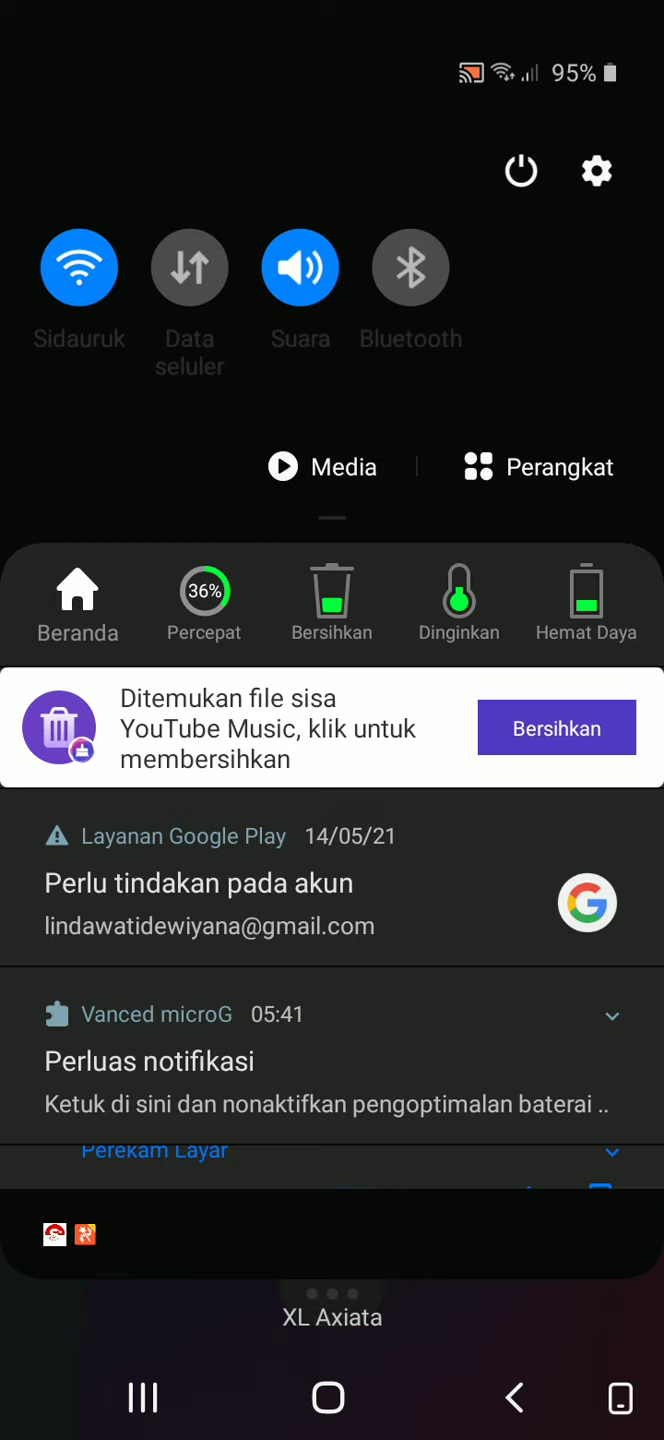 95%
Sidauruk
Data
seluler
Suara
Bluetooth
Media
Perangkat
Beranda
36%
Percepat
Bersihkan
Dinginkan
Hemat Daya
Ditemukan file sisa
YouTube Music, klik untuk
membersihkan
Bersihkan
Layanan Google Play 14/05/21
Perlu tindakan pada akun
lindawatidewiyana@gmail.com
Vanced microG 05:41
Perluas notifikasi
Ketuk di sini dan nonaktifkan pengoptimalan baterai ..
Perekam Layar
XL Axiata